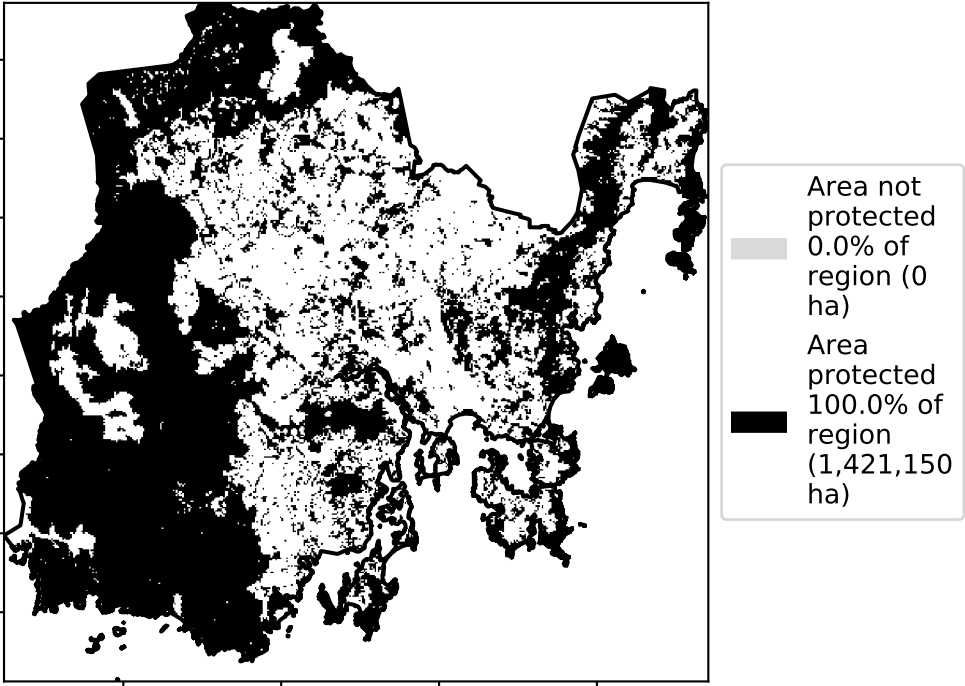 Area not
protected
0.0% of
region (0
ha)
Area
protected
100.0% of
region
(1,421,150
ha)